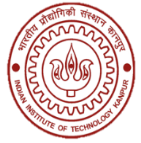 भारतीय प्रौद्योगिकी संस्थान कानपुर
INDIAN INSTITUTE OF TECHNOLOGY KANPUR